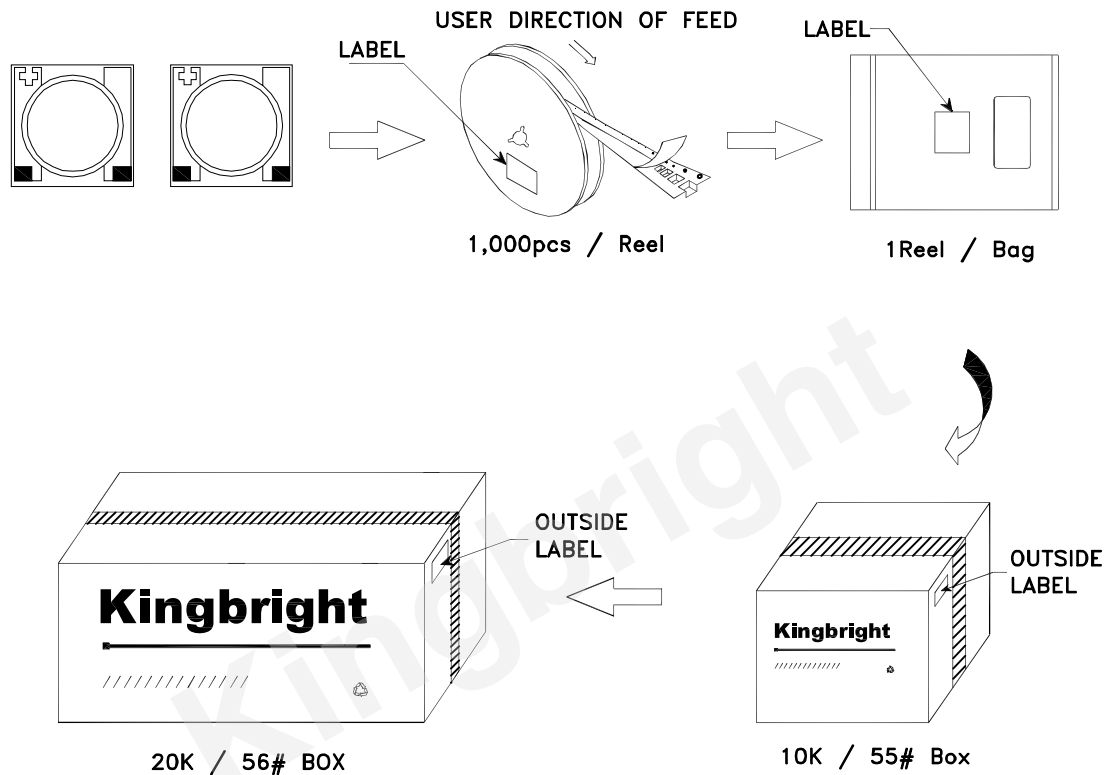 USER DIRECTION OF FEED
LABEL
LABEL
1,000pcs / Reel
1Reel / Bag
OUTSIDE
LABEL
OUTSIDE
LABEL
Kingbright
Kingbright
20K / 56# BOX
10K / 55# Box
Kingbright